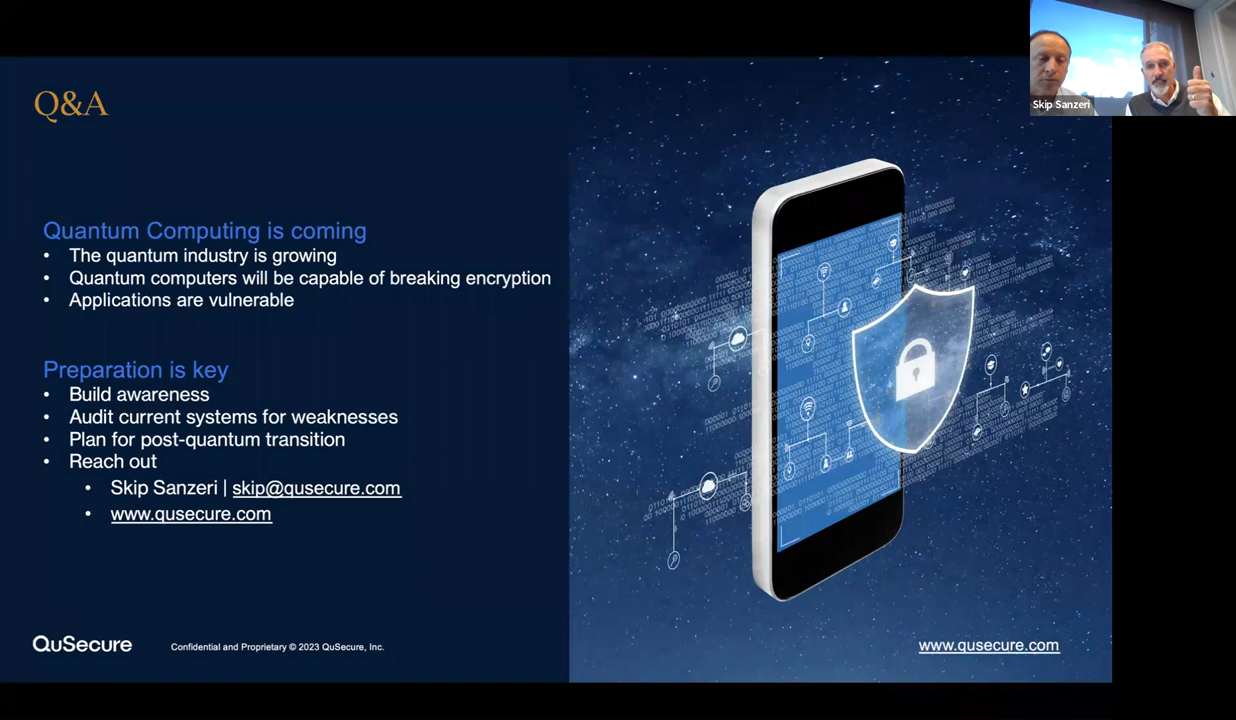 Skip Sanzeri
Q&A
Quantum Computing is coming
• The quantum industry is growing
• Quantum computers will be capable of breaking encryption
• Applications are vulnerable
Preparation is key
• Build awareness
• Audit current systems for weaknesses
• Plan for post-quantum transition
• Reach out
• Skip Sanzeri | skip@qusecure.com
• www.qusecure.com
QuSecure
Confidential and Proprietary © 2023 QuSecure, Inc.
www.qusecure.com